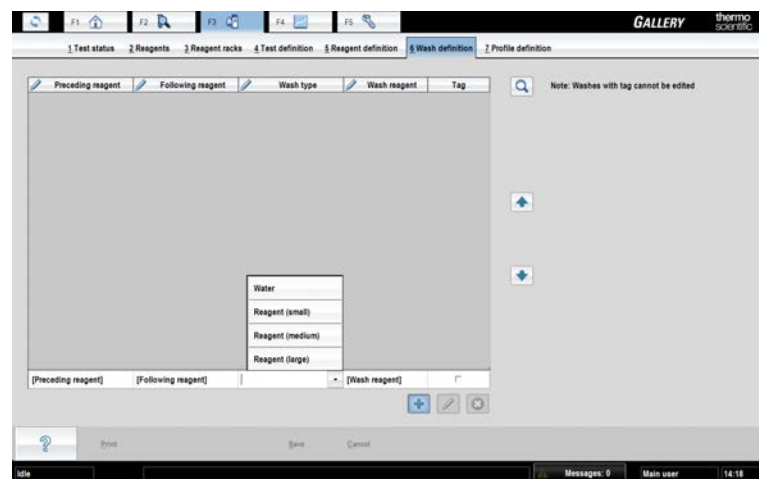 F1 F2 F3 F4 F5 GALLERY thermo scientific
1 Test status 2 Reagents 3 Reagent racks 4 Test definition 5 Reagent definition 6 Wash definition 7 Profile definition
Preceding reagent Following reagent Wash type Wash reagent Tag
Note: Washes with tag cannot be edited
Water
Reagent (small)
Reagent (medium)
Reagent (large)
[Preceding reagent] [Following reagent] [Wash reagent]
? Print Save Cancel
Idle Messages: 0 Main user 14:18